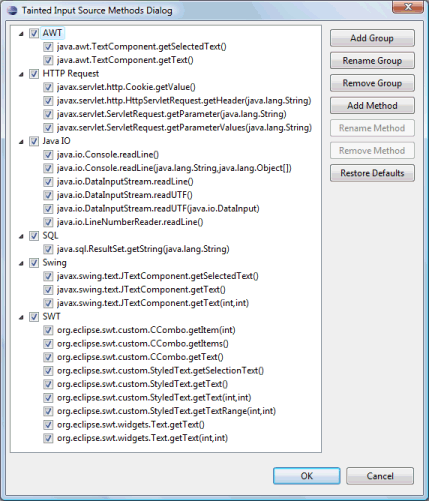 Tainted Input Source Methods Dialog
AWT
java.awt.TextComponent.getSelectedText()
java.awt.TextComponent.getText()
HTTP Request
javax.servlet.http.Cookie.getValue()
javax.servlet.http.HttpServletRequest.getHeader(java.lang.String)
javax.servlet.ServletRequest.getParameter(java.lang.String)
javax.servlet.ServletRequest.getParameterValues(java.lang.String)
Java IO
java.io.Console.readLine()
java.io.Console.readLine(java.lang.String,java.lang.Object[])
java.io.DataInputStream.readLine()
java.io.DataInputStream.readUTF()
java.io.DataInputStream.readUTF(java.io.DataInput)
java.io.LineNumberReader.readLine()
SQL
java.sql.ResultSet.getString(java.lang.String)
Swing
javax.swing.text.JTextComponent.getSelectedText()
javax.swing.text.JTextComponent.getText()
javax.swing.text.JTextComponent.getText(int,int)
SWT
org.eclipse.swt.custom.CCombo.getItem(int)
org.eclipse.swt.custom.CCombo.getItems()
org.eclipse.swt.custom.CCombo.getText()
org.eclipse.swt.custom.StyledText.getSelectionText()
org.eclipse.swt.custom.StyledText.getText()
org.eclipse.swt.custom.StyledText.getText(int,int)
org.eclipse.swt.custom.StyledText.getTextRange(int,int)
org.eclipse.swt.widgets.Text.getText()
org.eclipse.swt.widgets.Text.getText(int,int)
Add Group
Rename Group
Remove Group
Add Method
Rename Method
Remove Method
Restore Defaults
OK
Cancel